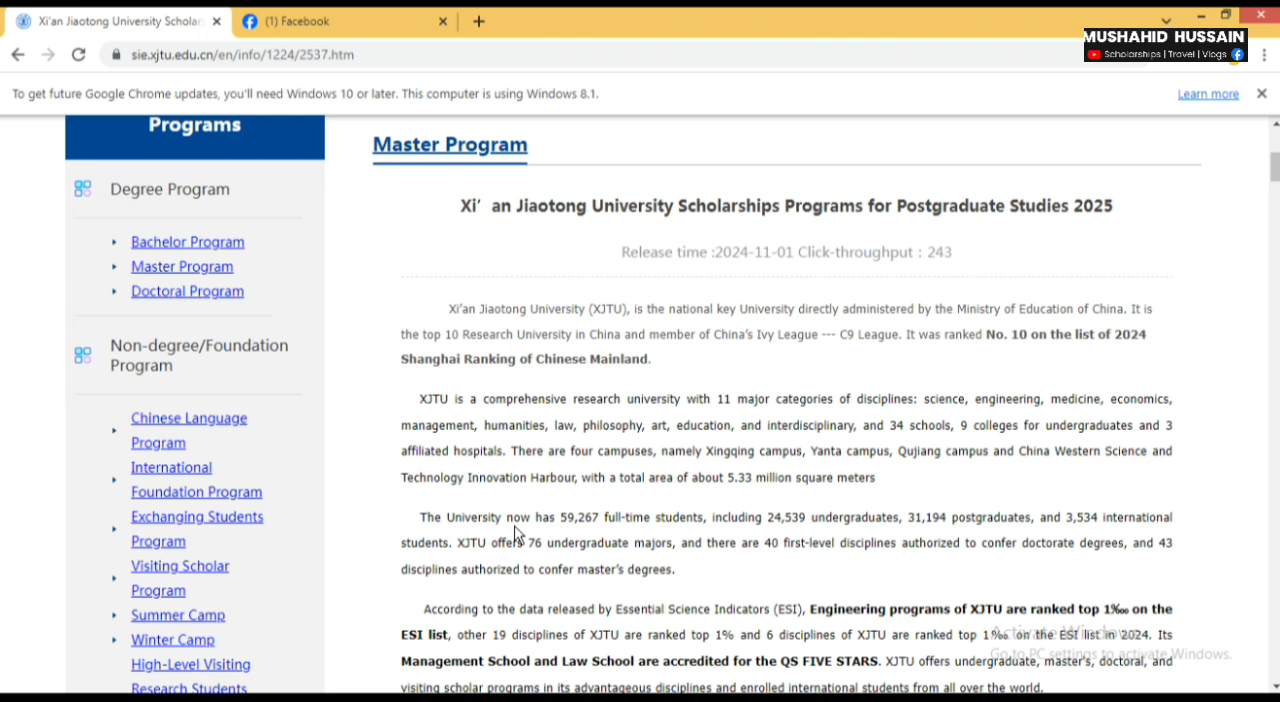 Xi'an Jiaotong University Scholar
(1) Facebook
MUSHAHID HUSSAIN
Scholarships | Travel | Vlogs
sie.xjtu.edu.cn/en/info/1224/2537.htm
To get future Google Chrome updates, you'll need Windows 10 or later. This computer is using Windows 8.1.
Learn more
Programs
Degree Program
Bachelor Program
Master Program
Doctoral Program
Non-degree/Foundation
Program
Chinese Language
Program
International
Foundation Program
Exchanging Students
Program
Visiting Scholar
Program
Summer Camp
Winter Camp
High-Level Visiting
Research Students
Master Program
Xi'an Jiaotong University Scholarships Programs for Postgraduate Studies 2025
Release time :2024-11-01 Click-throughput : 243
Xi'an Jiaotong University (XJTU), is the national key University directly administered by the Ministry of Education of China. It is
the top 10 Research University in China and member of China's Ivy League --- C9 League. It was ranked No. 10 on the list of 2024
Shanghai Ranking of Chinese Mainland.
XJTU is a comprehensive research university with 11 major categories of disciplines: science, engineering, medicine, economics,
management, humanities, law, philosophy, art, education, and interdisciplinary, and 34 schools, 9 colleges for undergraduates and 3
affiliated hospitals. There are four campuses, namely Xingqing campus, Yanta campus, Qujiang campus and China Western Science and
Technology Innovation Harbour, with a total area of about 5.33 million square meters
The University now has 59,267 full-time students, including 24,539 undergraduates, 31,194 postgraduates, and 3,534 international
students. XJTU offers 76 undergraduate majors, and there are 40 first-level disciplines authorized to confer doctorate degrees, and 43
disciplines authorized to confer master's degrees.
According to the data released by Essential Science Indicators (ESI), Engineering programs of XJTU are ranked top 1‱ on the
ESI list, other 19 disciplines of XJTU are ranked top 1% and 6 disciplines of XJTU are ranked top 1‰ on the ESI list in 2024. Its
Management School and Law School are accredited for the QS FIVE STARS. XJTU offers undergraduate, master's, doctoral, and
visiting scholar programs in its advantageous disciplines and enrolled international students from all over the world.
Activate Windows
Go to PC settings to activate Windows.